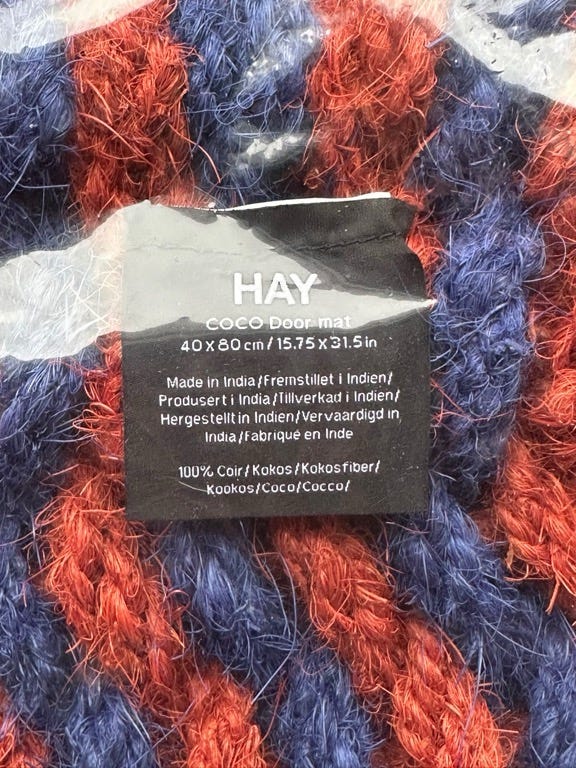 HAY
COCO Door mat
40 x 80 cm / 15.75 x 31.5 in
Made in India/Fremstillet i Indien/
Produsert i India/Tillverkad i Indien/
Hergestellt in Indien/Vervaardigd in
India/Fabriqué en Inde
100% Coir/Kokos/Kokosfiber/
Kookos/Coco/Cocco/